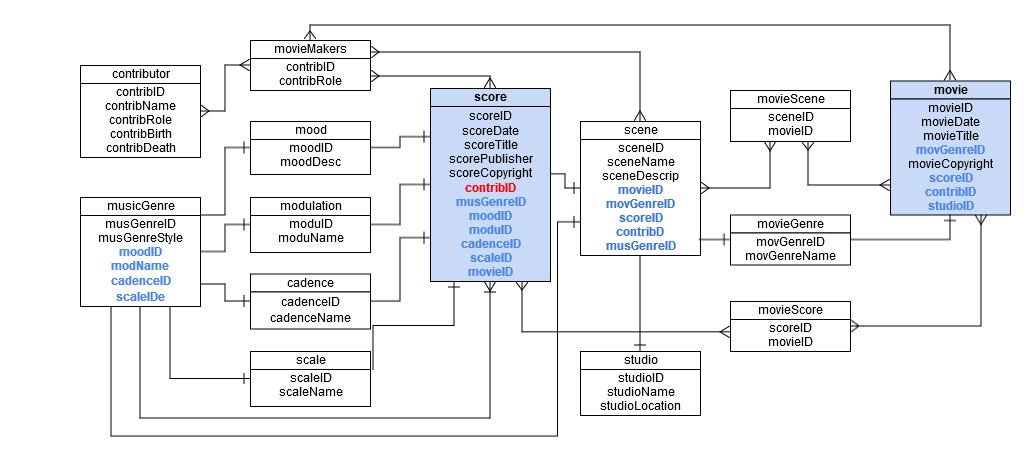 contributor
contribID
contribName
contribRole
contribBirth
contribDeath
movieMakers
contribID
contribRole
mood
moodID
moodDesc
musicGenre
musGenreID
musGenreStyle
moodID
modName
cadenceID
scaleIDe
modulation
moduID
moduName
cadence
cadenceID
cadenceName
scale
scaleID
scaleName
score
scoreID
scoreDate
scoreTitle
scorePublisher
scoreCopyright
contribID
musGenreID
moodID
moduID
cadenceID
scaleID
movieID
scene
sceneID
sceneName
sceneDescrip
movieID
movGenreID
scoreID
contribD
musGenreID
studio
studioID
studioName
studioLocation
movieScene
sceneID
movieID
movieGenre
movGenreID
movGenreName
movieScore
scoreID
movieID
movie
movieID
movieDate
movieTitle
movGenreID
movieCopyright
scoreID
contribID
studioID